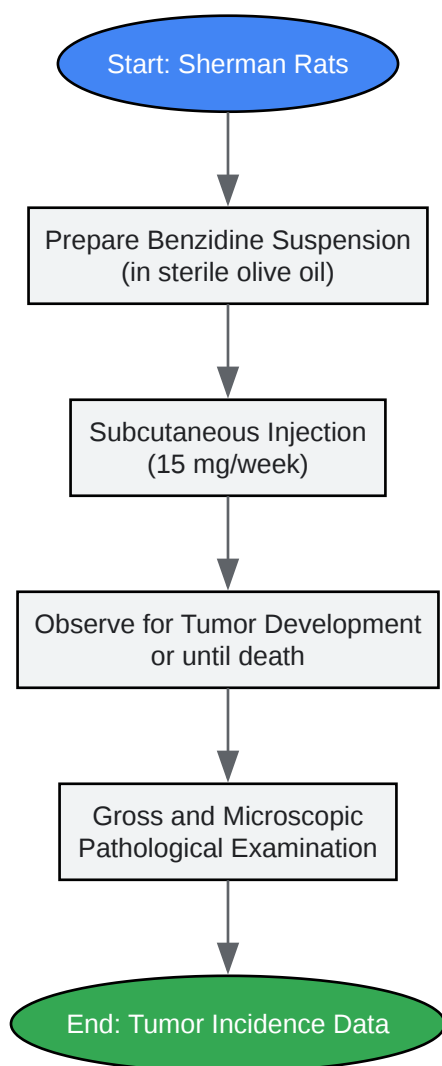 Start: Sherman Rats
Prepare Benzidine Suspension
(in sterile olive oil)
Subcutaneous Injection
(15 mg/week)
Observe for Tumor Development
or until death
Gross and Microscopic
Pathological Examination
End: Tumor Incidence Data